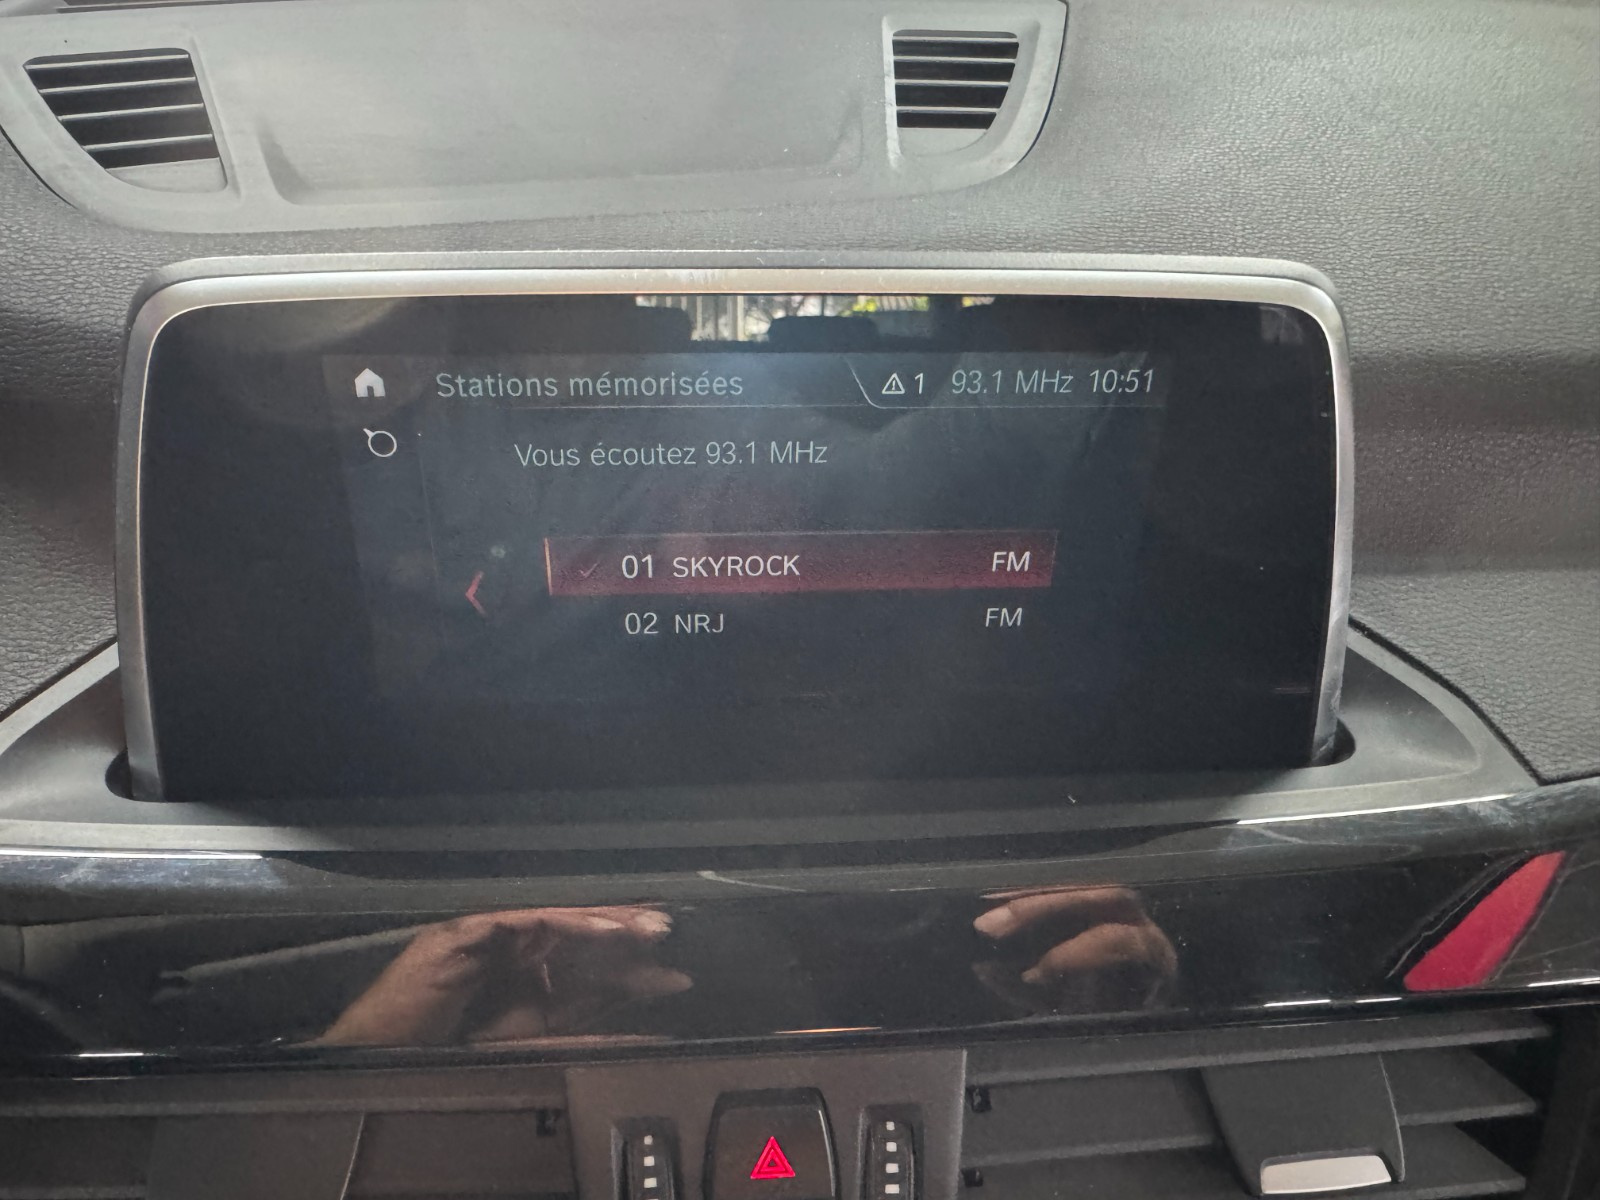 Stations mémorisées 1 93.1 MHz 10:51
Vous écoutez 93.1 MHz
01 SKYROCK FM
02 NRJ FM